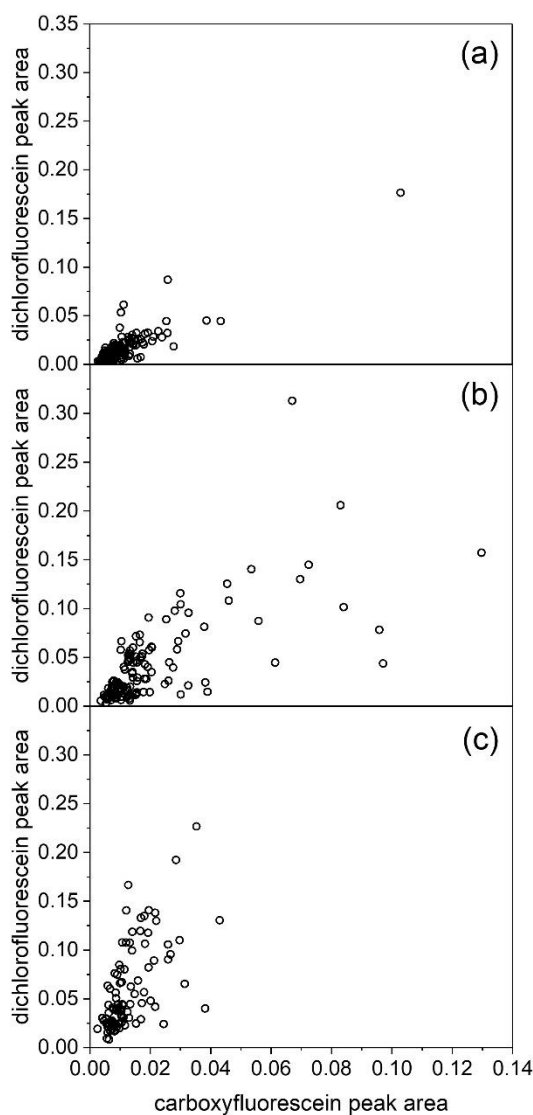 (a)
dichlorofluorescein peak area
0.35
0.30
0.25
0.20
0.15
0.10
0.05
0.00
(b)
dichlorofluorescein peak area
0.30
0.25
0.20
0.15
0.10
0.05
0.00
(c)
dichlorofluorescein peak area
0.30
0.25
0.20
0.15
0.10
0.05
0.00
0.00 0.02 0.04 0.06 0.08 0.10 0.12 0.14
carboxyfluorescein peak area